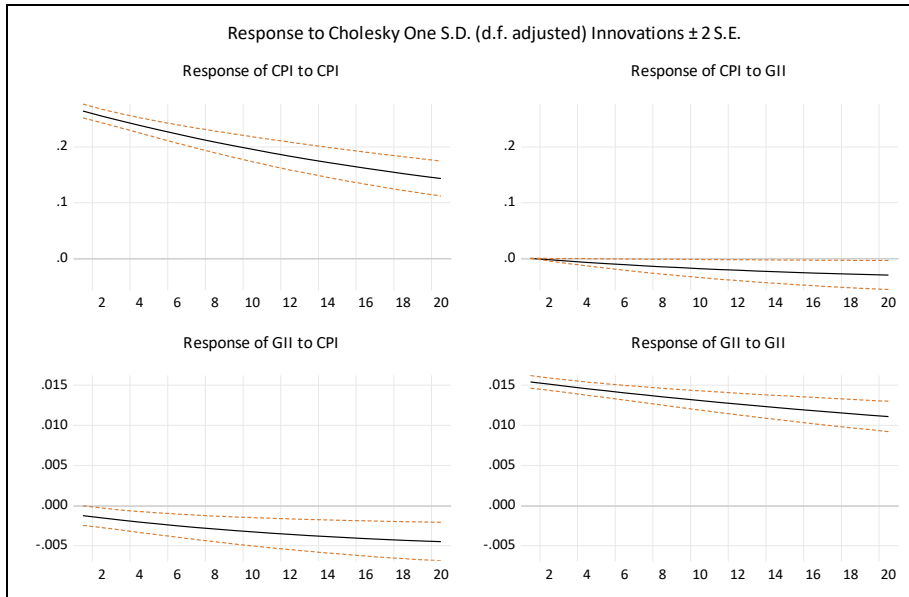 Response to Cholesky One S.D. (d.f. adjusted) Innovations ± 2 S.E.
Response of CPI to CPI
.2
.1
.0
2 4 6 8 10 12 14 16 18 20
Response of CPI to GII
.2
.1
.0
2 4 6 8 10 12 14 16 18 20
Response of GII to CPI
.015
.010
.005
.000
-.005
2 4 6 8 10 12 14 16 18 20
Response of GII to GII
.015
.010
.005
.000
-.005
2 4 6 8 10 12 14 16 18 20